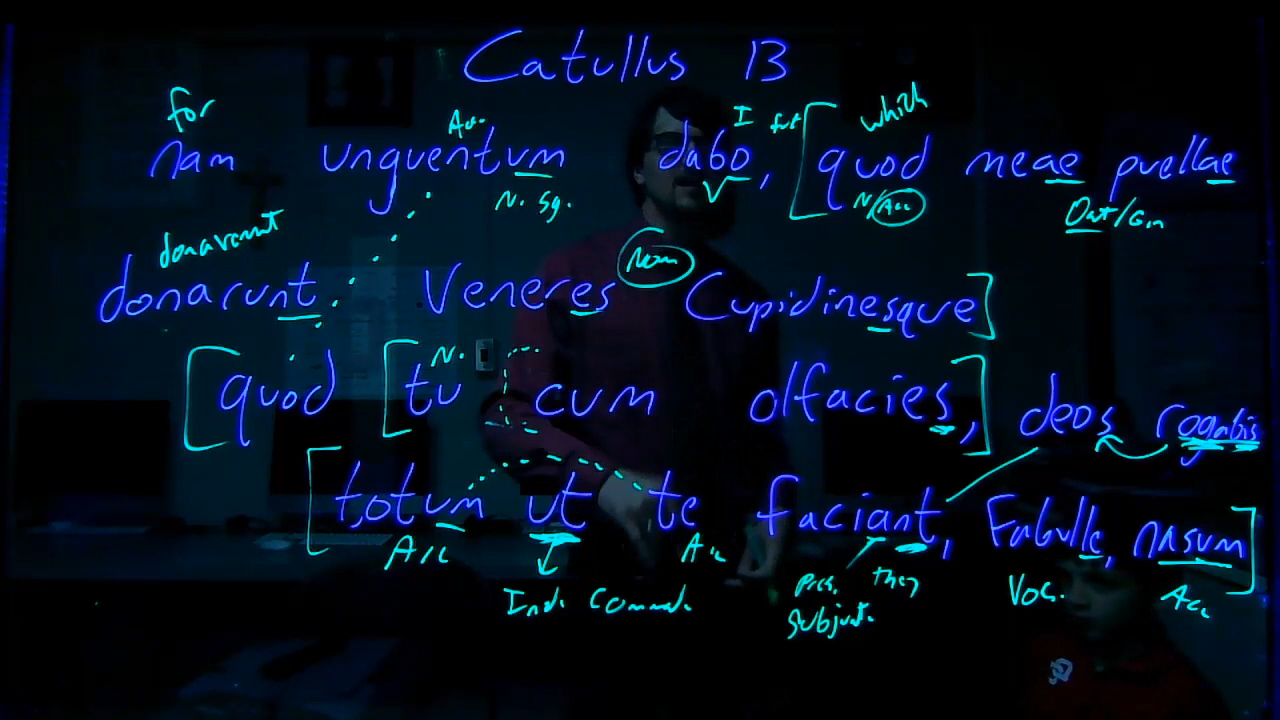 Catullus 13
for Acc. I fut which
nam unguentum dabo, [quod meae puellae
N. Sg. N/Acc Dat/Gen
donaverunt Nom
donarunt Veneres Cupidinesque]
N.
[quod [tu cum olfacies,] deos rogabis
[totum ut te faciant, Fabulle, nasum]
Acc Acc Pres. they Voc. Acc
Ind. Command. Subjunct.